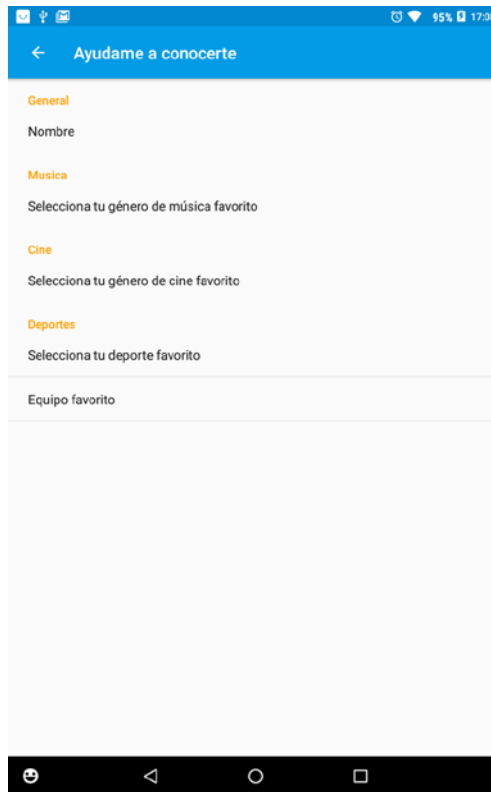 95% 17:0
Ayudame a conocerte
General
Nombre
Musica
Selecciona tu género de música favorito
Cine
Selecciona tu género de cine favorito
Deportes
Selecciona tu deporte favorito
Equipo favorito